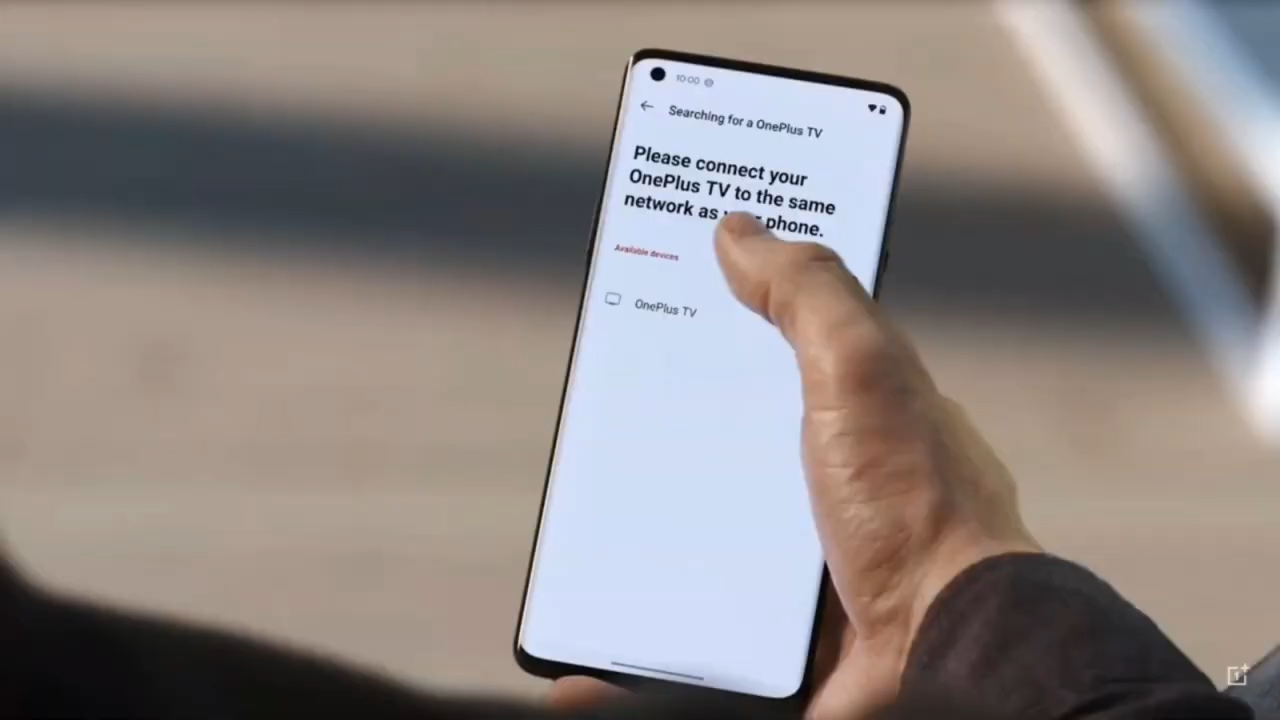 10:00
Searching for a OnePlus TV
Please connect your
OnePlus TV to the same
network as phone.
Available devices
OnePlus TV